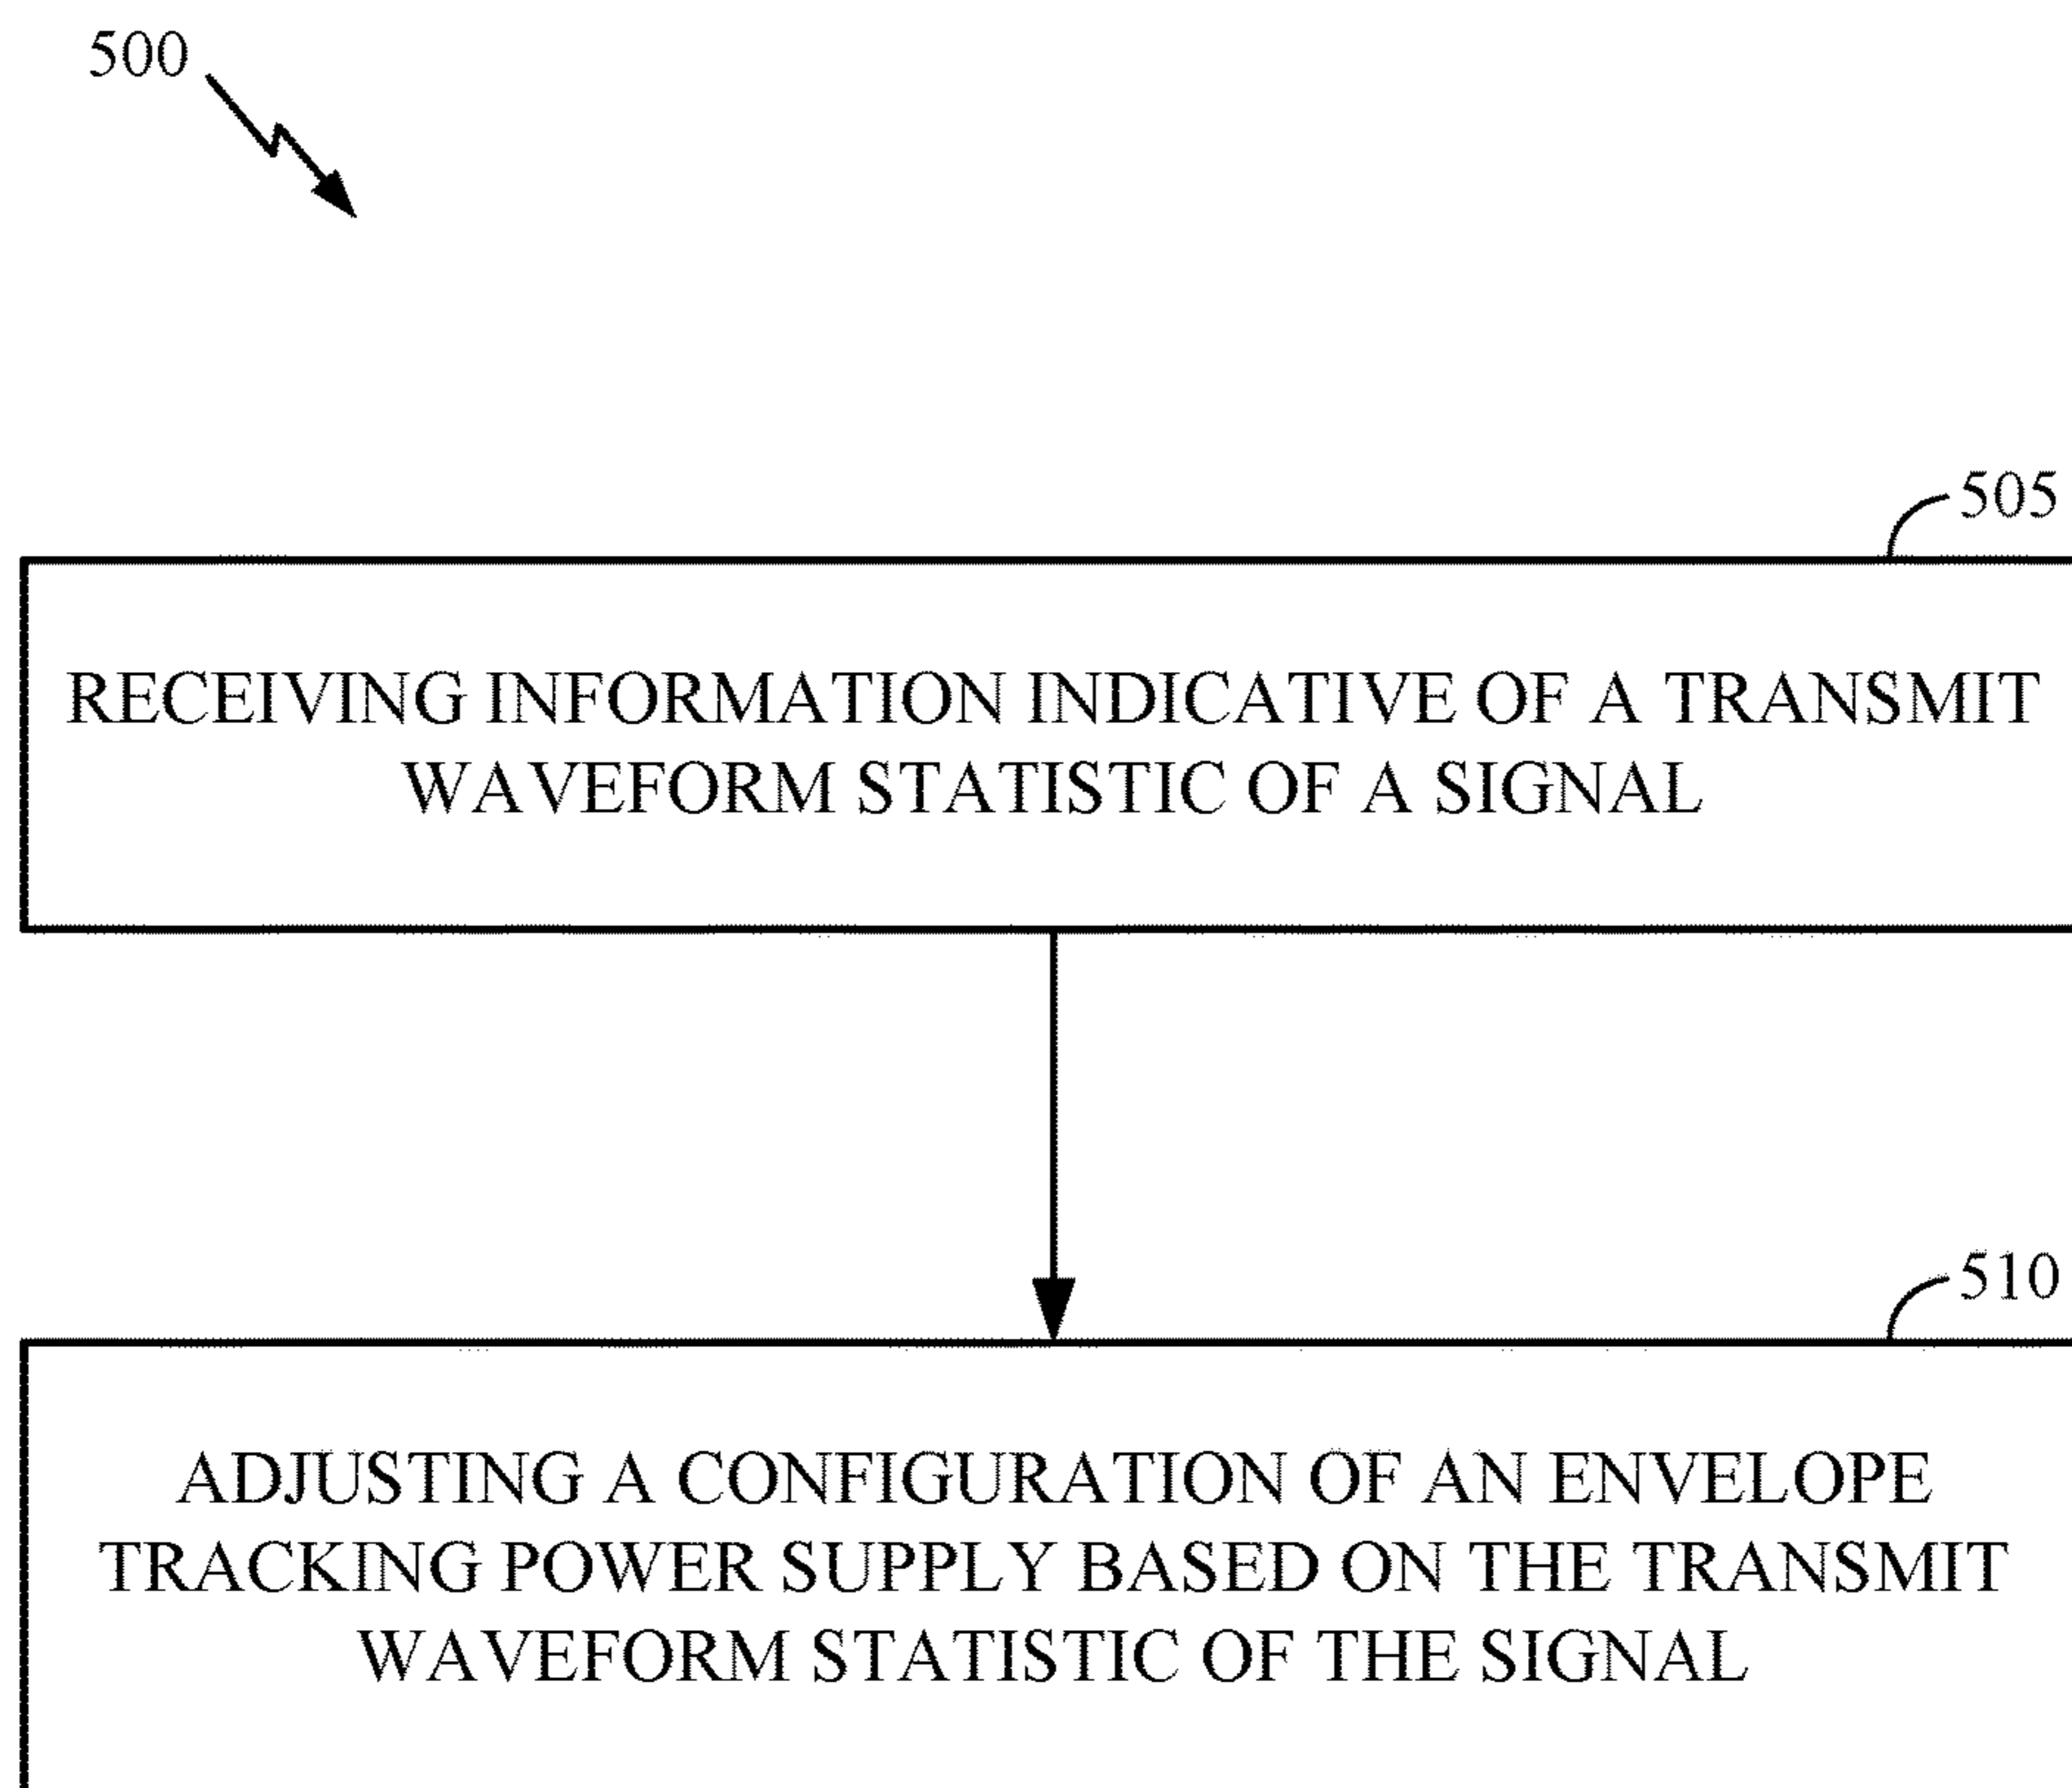 500
505
RECEIVING INFORMATION INDICATIVE OF A TRANSMIT
WAVEFORM STATISTIC OF A SIGNAL
510
ADJUSTING A CONFIGURATION OF AN ENVELOPE
TRACKING POWER SUPPLY BASED ON THE TRANSMIT
WAVEFORM STATISTIC OF THE SIGNAL